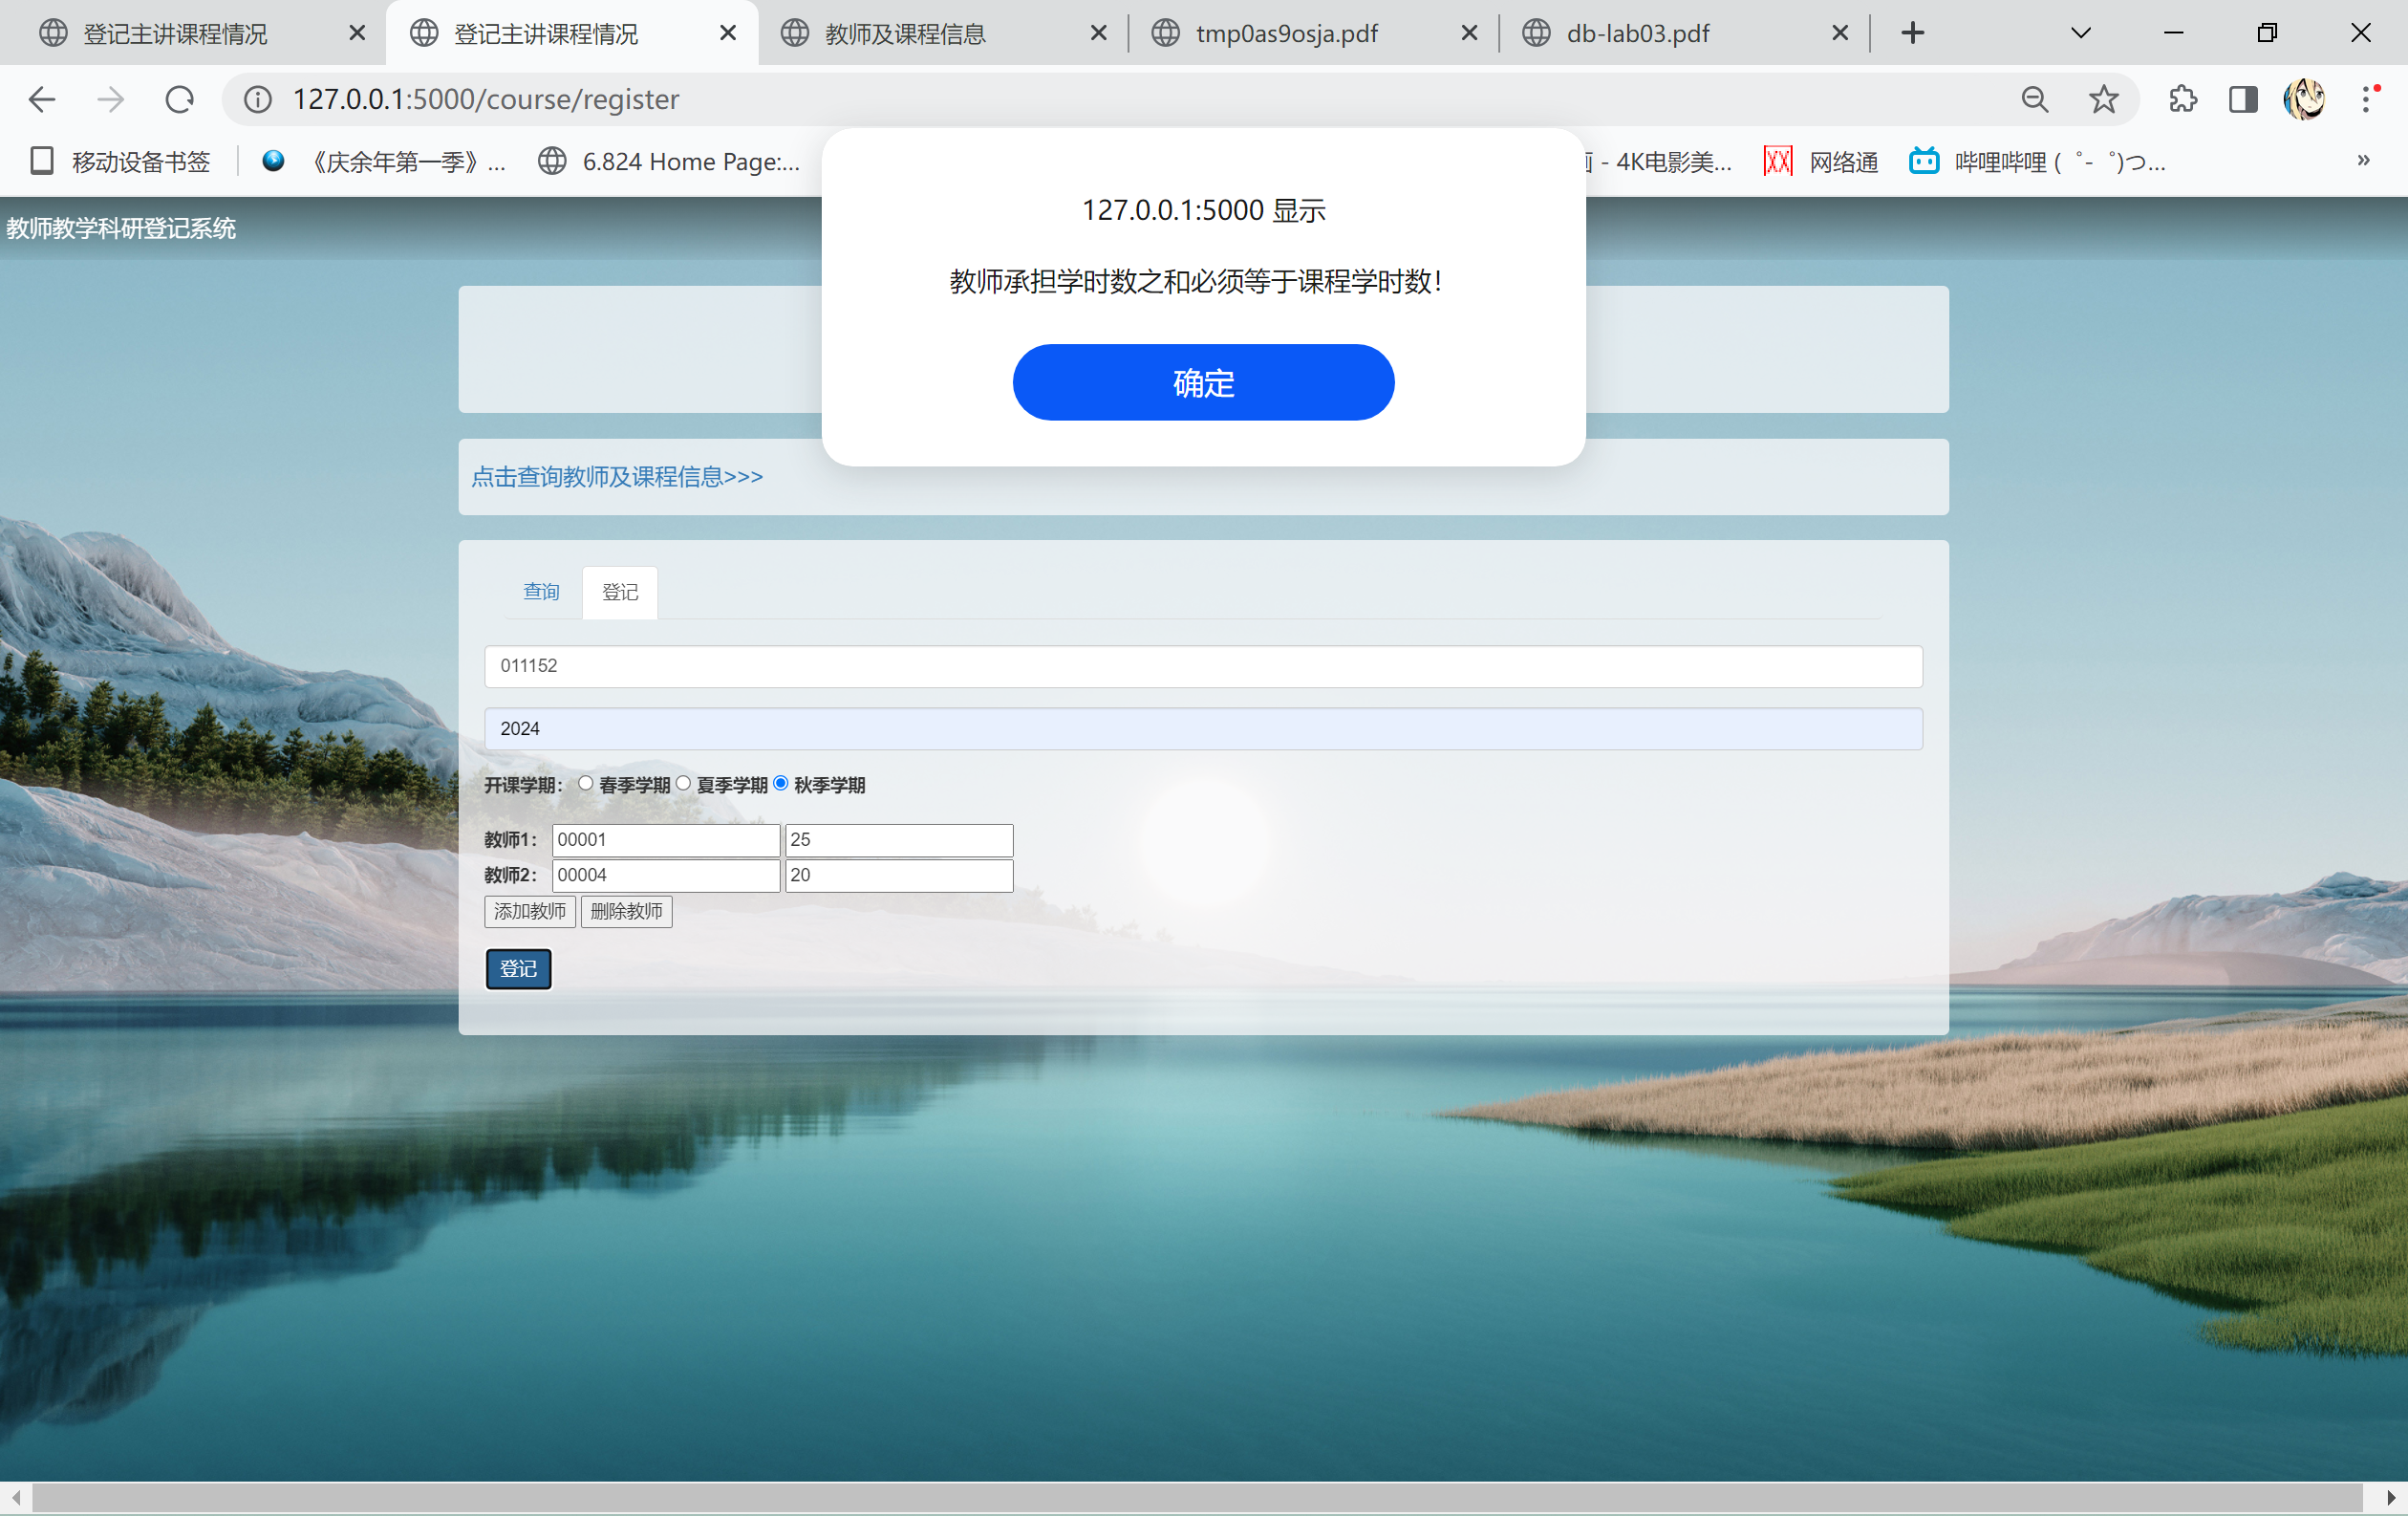 登记主讲课程情况
登记主讲课程情况
教师及课程信息
tmp0as9osja.pdf
db-lab03.pdf
127.0.0.1:5000/course/register
移动设备书签
《庆余年第一季》...
6.824 Home Page:...
- 4K电影美...
网络通
哔哩哔哩 ( ゜- ゜)つ...
教师教学科研登记系统
127.0.0.1:5000 显示
教师承担学时数之和必须等于课程学时数！
确定
点击查询教师及课程信息>>>
查询 登记
011152
2024
开课学期： 春季学期 夏季学期 秋季学期
教师1： 00001 25
教师2： 00004 20
添加教师 删除教师
登记